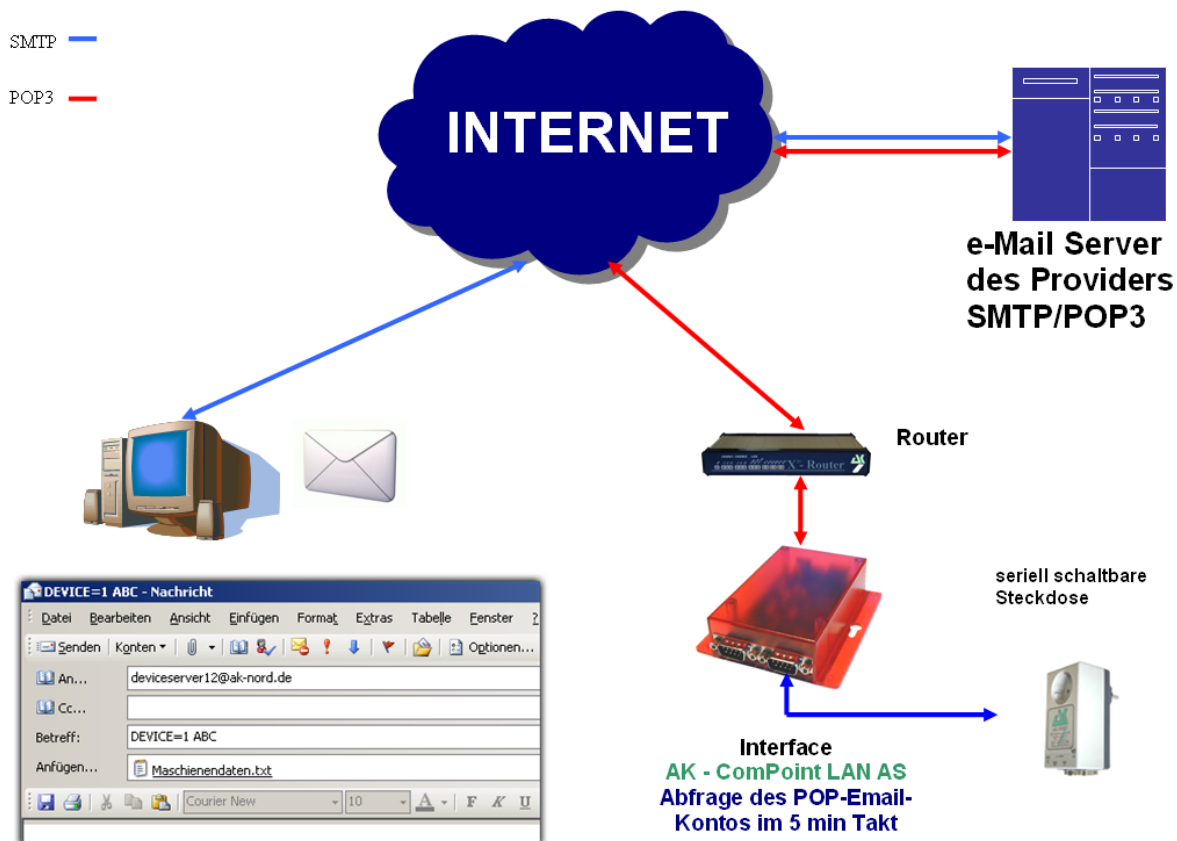 SMTP
POP3
INTERNET
e-Mail Server
des Providers
SMTP/POP3
Router
X - Router
seriell schaltbare
Steckdose
Interface
AK - ComPoint LAN AS
Abfrage des POP-Email-
Kontos im 5 min Takt
DEVICE=1 ABC - Nachricht
Datei Bearbeiten Ansicht Einfügen Format Extras Tabelle Fenster ?
Senden Konten Optionen...
An... deviceserver12@ak-nord.de
Cc...
Betreff: DEVICE=1 ABC
Anfügen... Maschienendaten.txt
Courier New 10 A F K U